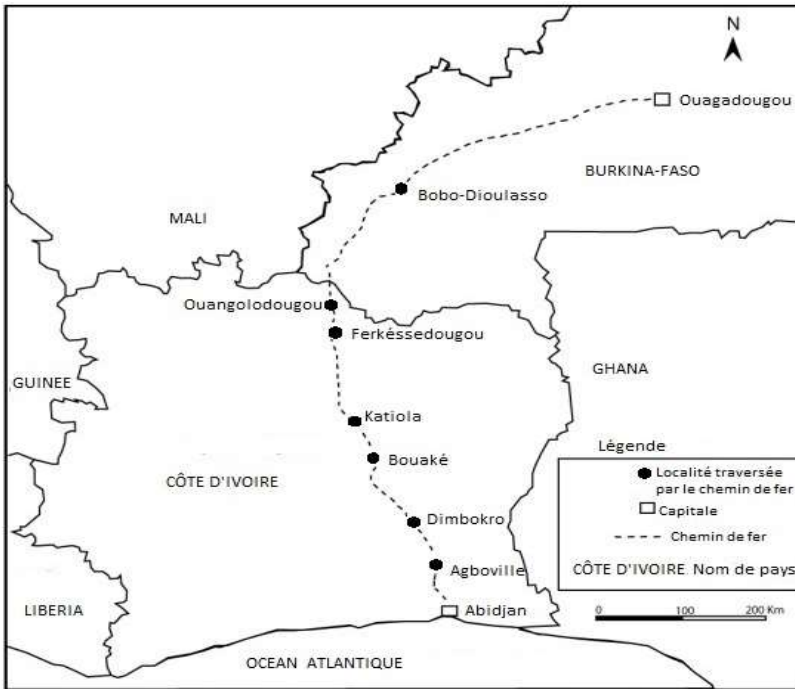 N
Ouagadougou
BURKINA-FASO
Bobo-Dioulasso
MALI
Ouangolodougou
Ferkéssedougou
GUINEE
GHANA
Katiola
Légende
Bouaké
Localité traversée
par le chemin de fer
CÔTE D'IVOIRE
Capitale
Dimbokro
Chemin de fer
Agboville
CÔTE D'IVOIRE Nom de pays
LIBERIA
Abidjan
0 100 200 Km
OCEAN ATLANTIQUE